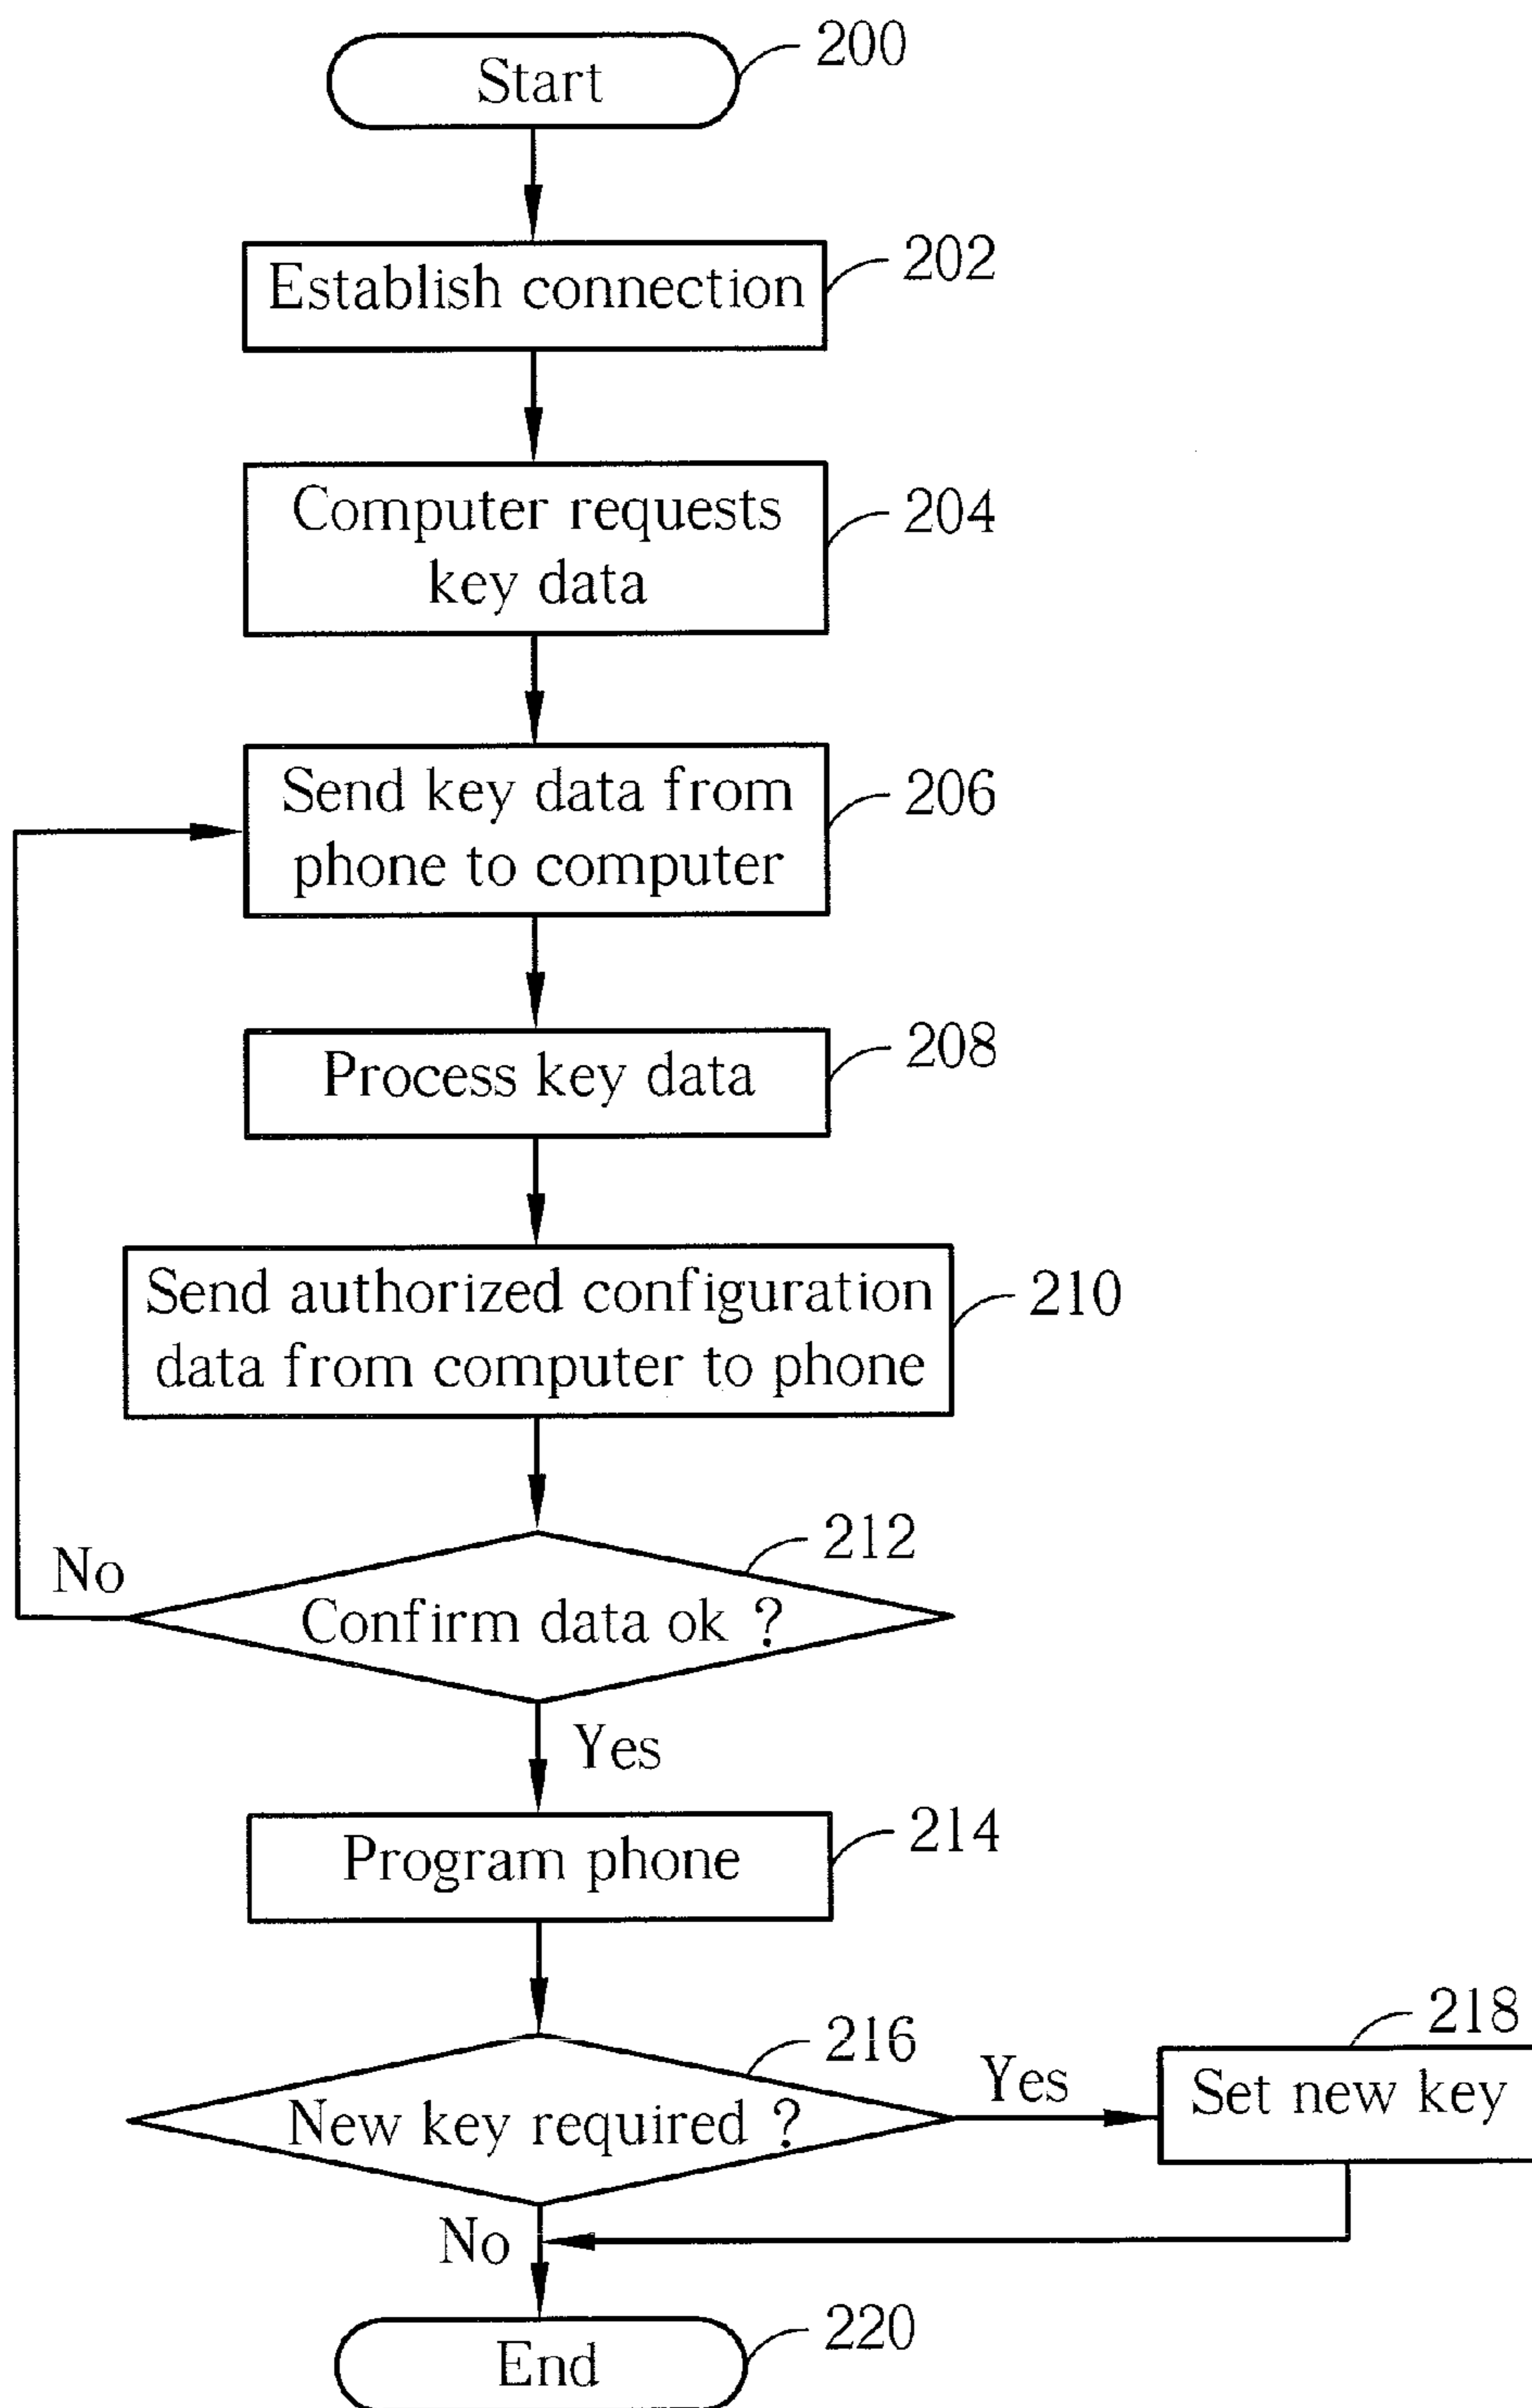 Start
200
Establish connection
202
Computer requests
key data
204
Send key data from
phone to computer
206
Process key data
208
Send authorized configuration
data from computer to phone
210
212
No
Confirm data ok ?
Yes
Program phone
214
216
218
Yes
Set new key
New key required ?
No
End
220